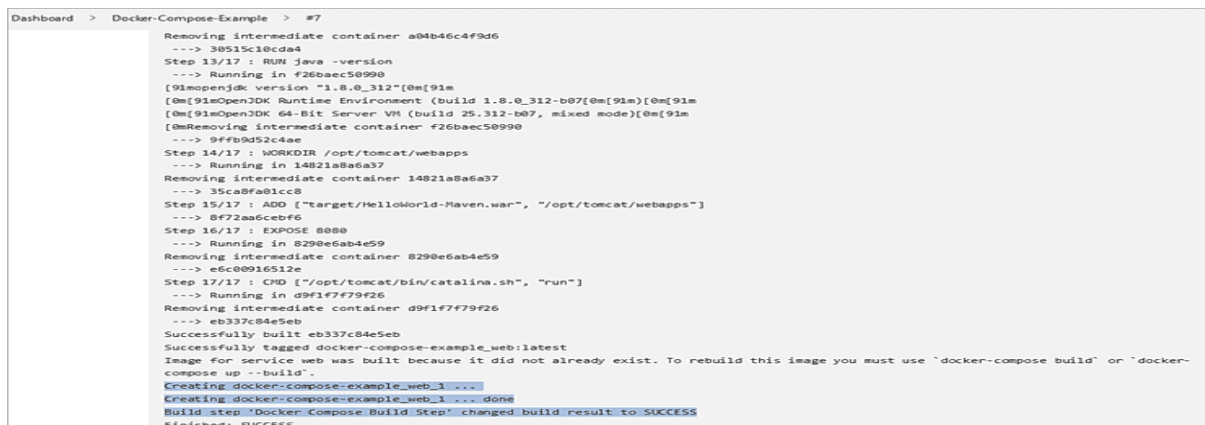 Dashboard > Docker-Compose-Example > #7
Removing intermediate container a04b46c4f9d6
---> 30515c10cda4
Step 13/17 : RUN java -version
---> Running in f26baec50990
[91mopenjdk version "1.8.0_312"[0m[91m
[0m[91mOpenJDK Runtime Environment (build 1.8.0_312-b07[0m[91m)[0m[91m
[0m[91mOpenJDK 64-Bit Server VM (build 25.312-b07, mixed mode)[0m[91m
[0mRemoving intermediate container f26baec50990
---> 9ffb9d52c4ae
Step 14/17 : WORKDIR /opt/tomcat/webapps
---> Running in 14821a8a6a37
Removing intermediate container 14821a8a6a37
---> 35ca8fa01cc8
Step 15/17 : ADD ["target/HelloWorld-Maven.war", "/opt/tomcat/webapps"]
---> 8f72aa6cebf6
Step 16/17 : EXPOSE 8080
---> Running in 8290e6ab4e59
Removing intermediate container 8290e6ab4e59
---> e6c00916512e
Step 17/17 : CMD ["/opt/tomcat/bin/catalina.sh", "run"]
---> Running in d9f1f7f79f26
Removing intermediate container d9f1f7f79f26
---> eb337c84e5eb
Successfully built eb337c84e5eb
Successfully tagged docker-compose-example_web:latest
Image for service web was built because it did not already exist. To rebuild this image you must use `docker-compose build` or `docker-
compose up --build`.
Creating docker-compose-example_web_1 ...
Creating docker-compose-example_web_1 ... done
Build step 'Docker Compose Build Step' changed build result to SUCCESS
Finished: SUCCESS